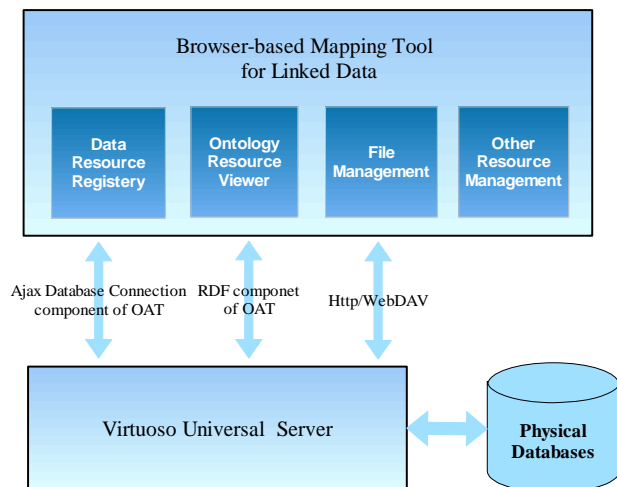 Browser-based Mapping Tool
for Linked Data
Data
Resource
Registery
Ontology
Resource
Viewer
File
Management
Other
Resource
Management
Ajax Database Connection
component of OAT
RDF componet
of OAT
Http/WebDAV
Virtuoso Universal Server
Physical
Databases